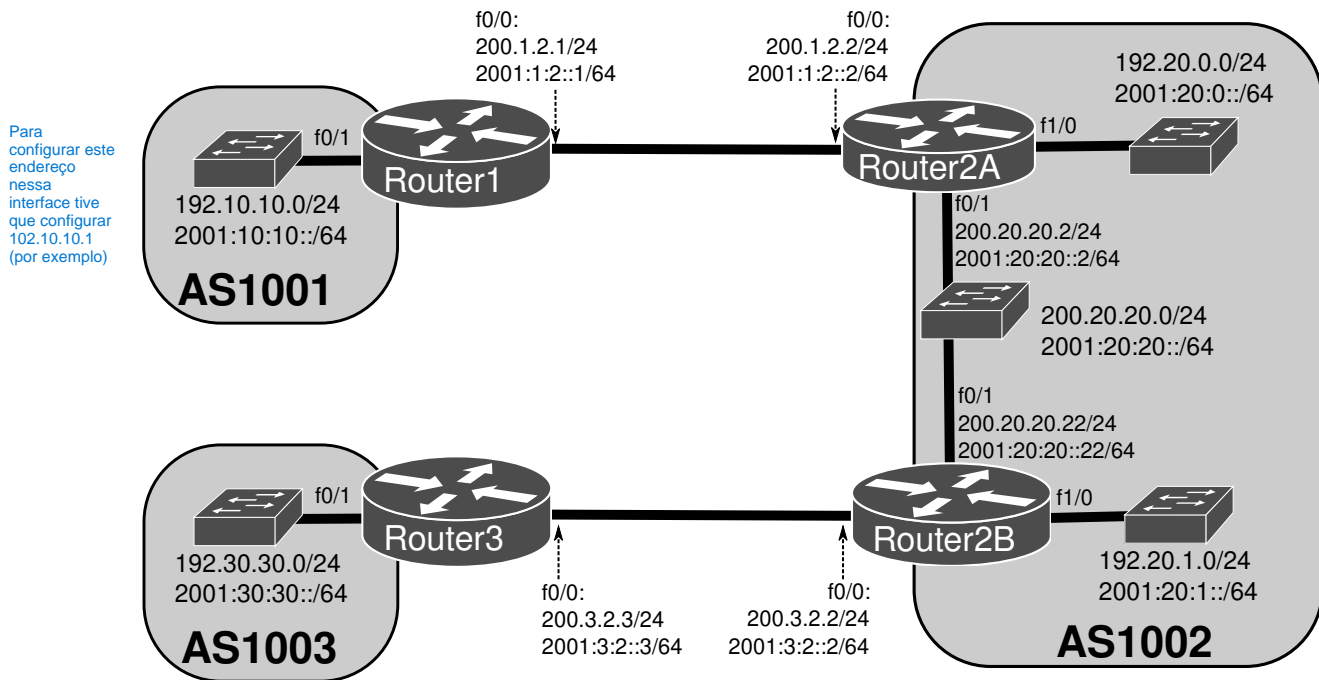 f0/0:
200.1.2.1/24
2001:1:2::1/64
f0/0:
200.1.2.2/24
2001:1:2::2/64
192.20.0.0/24
2001:20:0::/64
Para
configurar este
endereço
nessa
interface tive
que configurar
102.10.10.1
(por exemplo)
f0/1
Router1
192.10.10.0/24
2001:10:10::/64
AS1001
Router2A
f1/0
f0/1
200.20.20.2/24
2001:20:20::2/64
200.20.20.0/24
2001:20:20::/64
f0/1
200.20.20.22/24
2001:20:20::22/64
f0/1
Router3
192.30.30.0/24
2001:30:30::/64
AS1003
Router2B
f1/0
192.20.1.0/24
2001:20:1::/64
AS1002
f0/0:
200.3.2.3/24
2001:3:2::3/64
f0/0:
200.3.2.2/24
2001:3:2::2/64